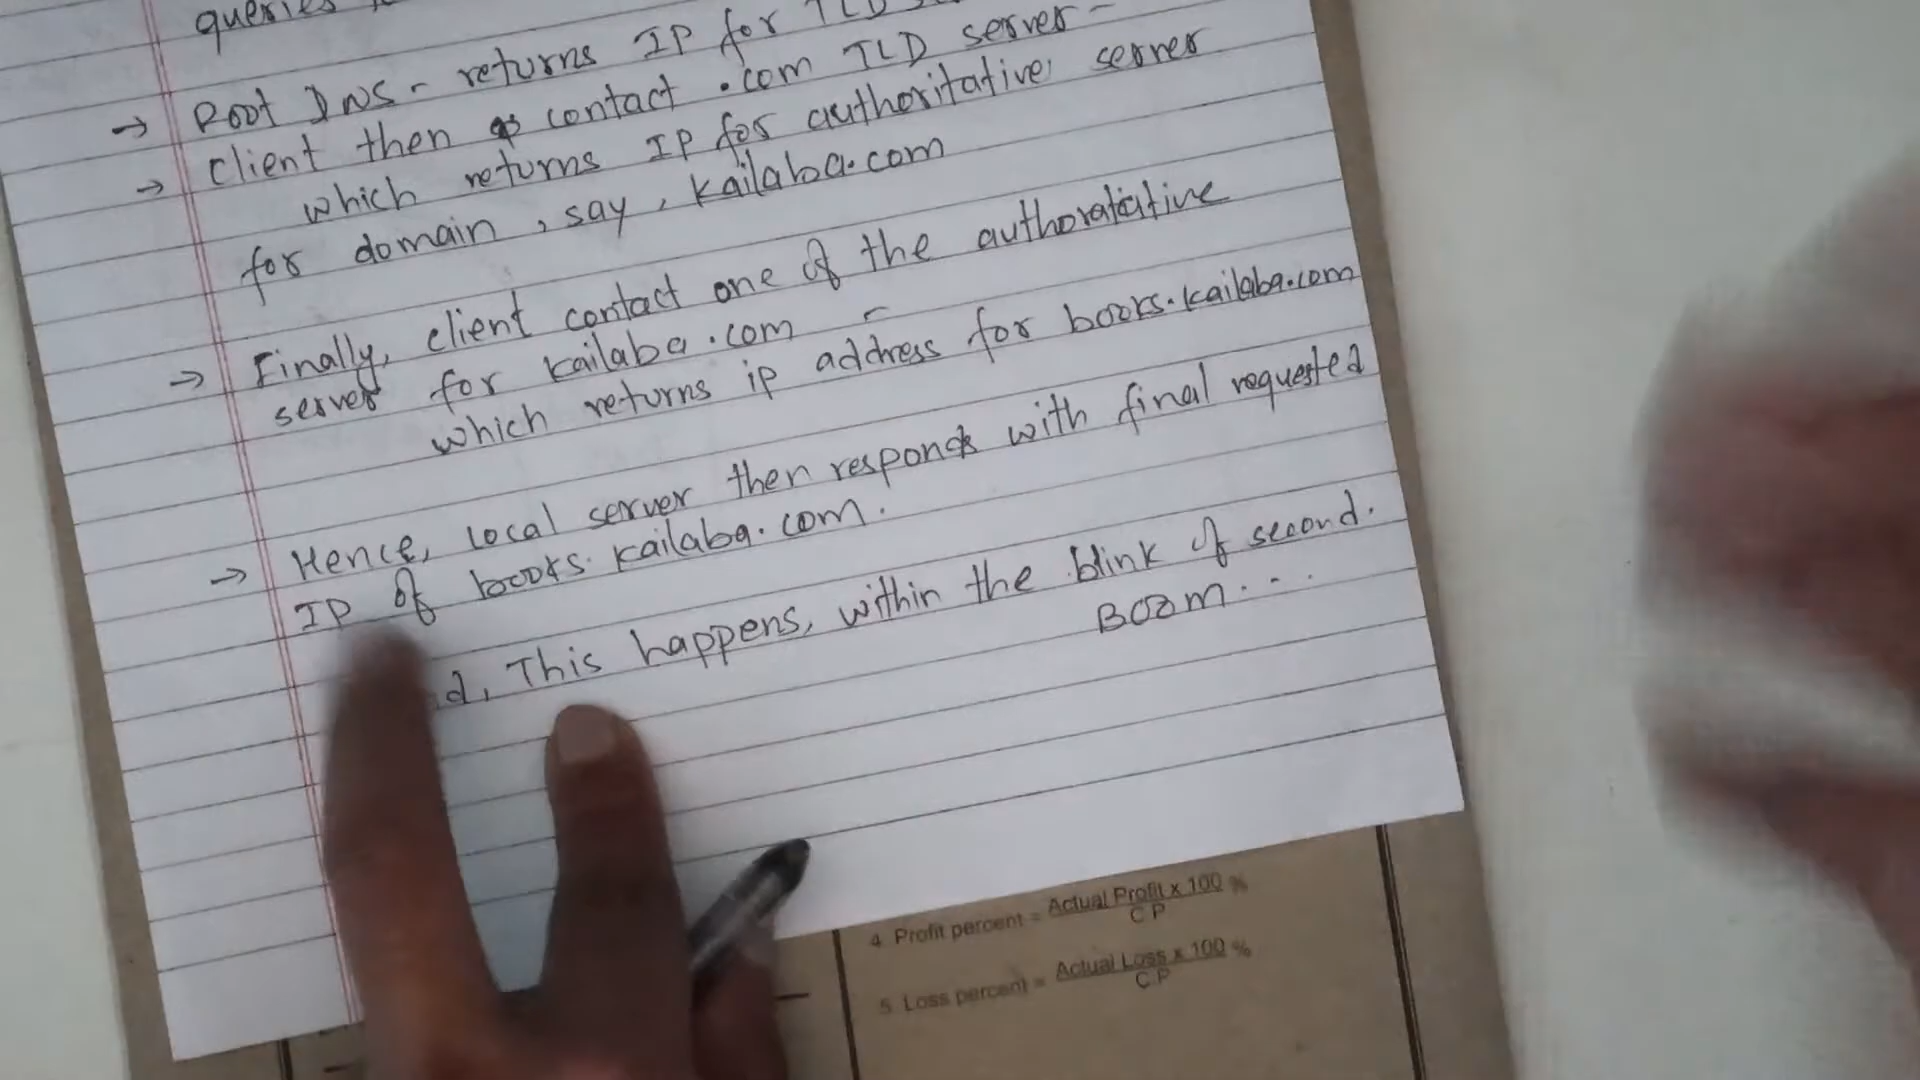 queries
→ Root DNS - returns IP for TLD
→ Client then contact .com TLD server -
which returns IP for authoritative server
for domain, say, kailaba.com
→ Finally, client contact one of the authoratative
server for kailaba.com -
which returns ip address for books.kailaba.com
→ Hence, local server then responds with final requested
IP of books.kailaba.com.
d, This happens, within the blink of second.
BOOM....
4. Profit percent = Actual Profit x 100 % / C P
5. Loss percent = Actual Loss x 100 % / C P